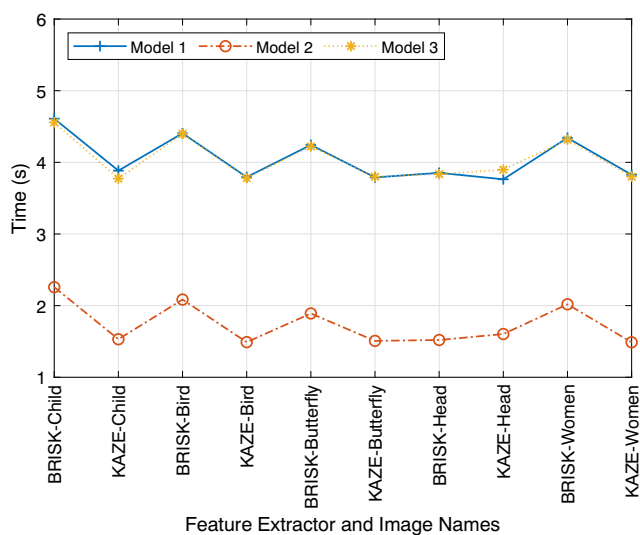 6
5
4
3
2
1
Time (s)
Model 1 Model 2 Model 3
BRISK-Child
KAZE-Child
BRISK-Bird
KAZE-Bird
BRISK-Butterfly
KAZE-Butterfly
BRISK-Head
KAZE-Head
BRISK-Women
KAZE-Women
Feature Extractor and Image Names